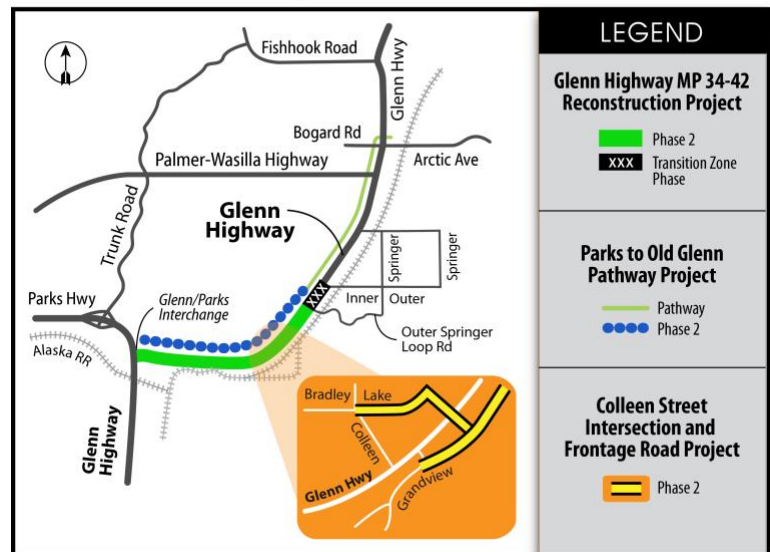 Fishhook Road
Glenn Hwy
Bogard Rd
Palmer-Wasilla Highway
Arctic Ave
Trunk Road
Glenn
Highway
Springer
Springer
Parks Hwy
Glenn/Parks
Interchange
XXX
Inner
Outer
Outer Springer
Loop Rd
Alaska RR
Glenn
Highway
Bradley
Lake
Colleen
Glenn Hwy
Grandview
LEGEND
Glenn Highway MP 34-42
Reconstruction Project
Phase 2
XXX
Transition Zone
Phase
Parks to Old Glenn
Pathway Project
Pathway
Phase 2
Colleen Street
Intersection and
Frontage Road Project
Phase 2